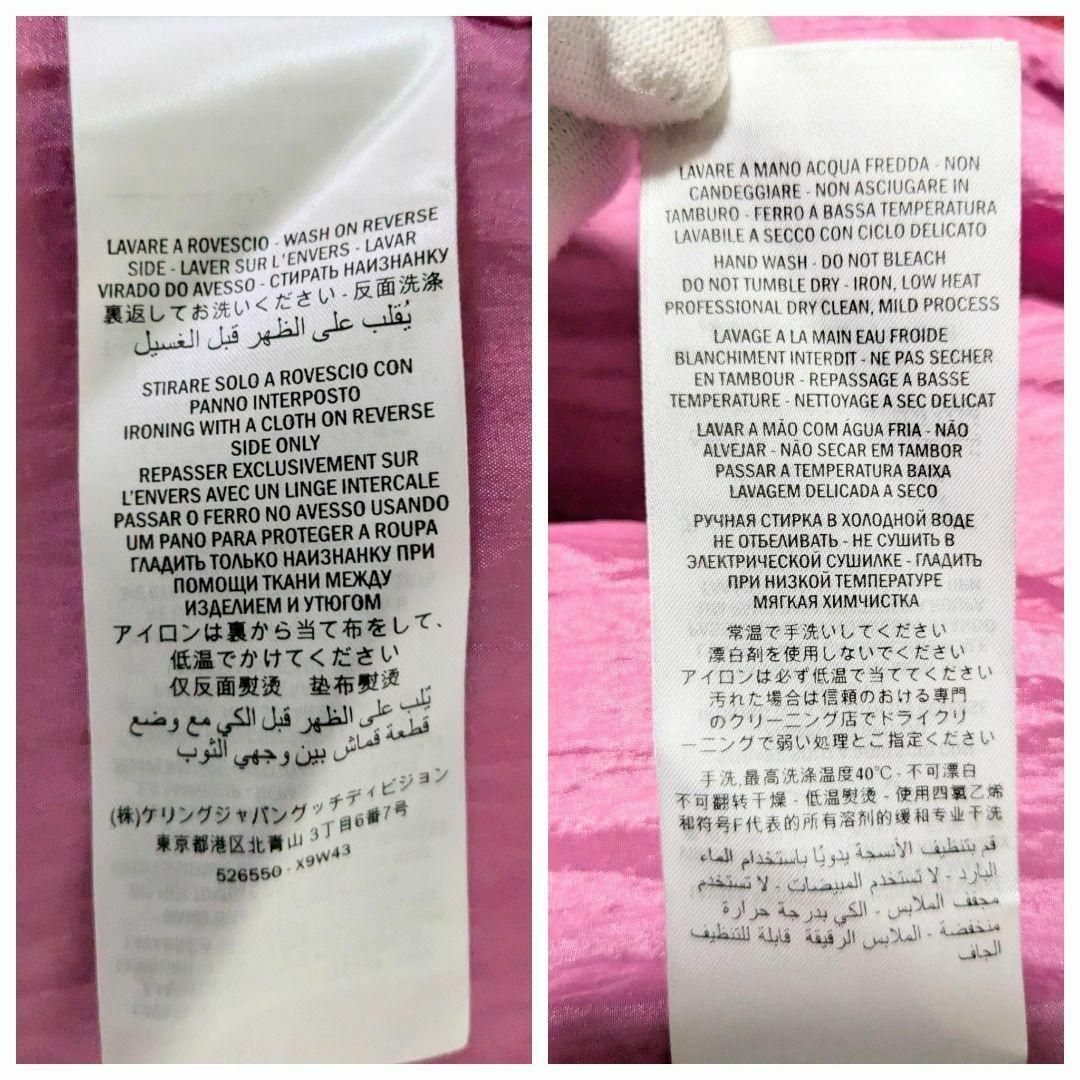 LAVARE A ROVESCIO - WASH ON REVERSE
SIDE - LAVER SUR L'ENVERS - LAVAR
VIRADO DO AVESSO - СТИРАТЬ НАИЗНАНКУ
裏返してお洗いください - 反面洗涤
يُقلب على الظهر قبل الغسيل
STIRARE SOLO A ROVESCIO CON
PANNO INTERPOSTO
IRONING WITH A CLOTH ON REVERSE
SIDE ONLY
REPASSER EXCLUSIVEMENT SUR
L'ENVERS AVEC UN LINGE INTERCALE
PASSAR O FERRO NO AVESSO USANDO
UM PANO PARA PROTEGER A ROUPA
ГЛАДИТЬ ТОЛЬКО НАИЗНАНКУ ПРИ
ПОМОЩИ ТКАНИ МЕЖДУ
ИЗДЕЛИЕМ И УТЮГОМ
アイロンは裏から当て布をして、
低温でかけてください
仅反面熨烫 垫布熨烫
يُلب على الظهر قبل الكي مع وضع
قطعة قماش بين وجهي الثوب
(株)ケリングジャパングッチディビジョン
東京都港区北青山 3丁目6番7号
526550 - X9W43
LAVARE A MANO ACQUA FREDDA - NON
CANDEGGIARE - NON ASCIUGARE IN
TAMBURO - FERRO A BASSA TEMPERATURA
LAVABILE A SECCO CON CICLO DELICATO
HAND WASH - DO NOT BLEACH
DO NOT TUMBLE DRY - IRON, LOW HEAT
PROFESSIONAL DRY CLEAN, MILD PROCESS
LAVAGE A LA MAIN EAU FROIDE
BLANCHIMENT INTERDIT - NE PAS SECHER
EN TAMBOUR - REPASSAGE A BASSE
TEMPERATURE - NETTOYAGE A SEC DELICAT
LAVAR A MÃO COM ÁGUA FRIA - NÃO
ALVEJAR - NÃO SECAR EM TAMBOR
PASSAR A TEMPERATURA BAIXA
LAVAGEM DELICADA A SECO
РУЧНАЯ СТИРКА В ХОЛОДНОЙ ВОДЕ
НЕ ОТБЕЛИВАТЬ - НЕ СУШИТЬ В
ЭЛЕКТРИЧЕСКОЙ СУШИЛКЕ - ГЛАДИТЬ
ПРИ НИЗКОЙ ТЕМПЕРАТУРЕ
МЯГКАЯ ХИМЧИСТКА
常温で手洗いしてください
漂白剤を使用しないでください
アイロンは必ず低温で当ててください
汚れた場合は信頼のおける専門
のクリーニング店でドライクリ
ーニングで弱い処理とご指定ください
手洗,最高洗涤温度40℃ - 不可漂白
不可翻转干燥 - 低温熨烫 - 使用四氯乙烯
和符号F代表的所有溶剂的缓和专业干洗
قم بتنظيف الأنسجة يدويًا باستخدام الماء
البارد - لا تستخدم المبيضات - لا تستخدم
مجفف الملابس - الكي بدرجة حرارة
منخفضة - الملابس الرقيقة قابلة للتنظيف
الجاف